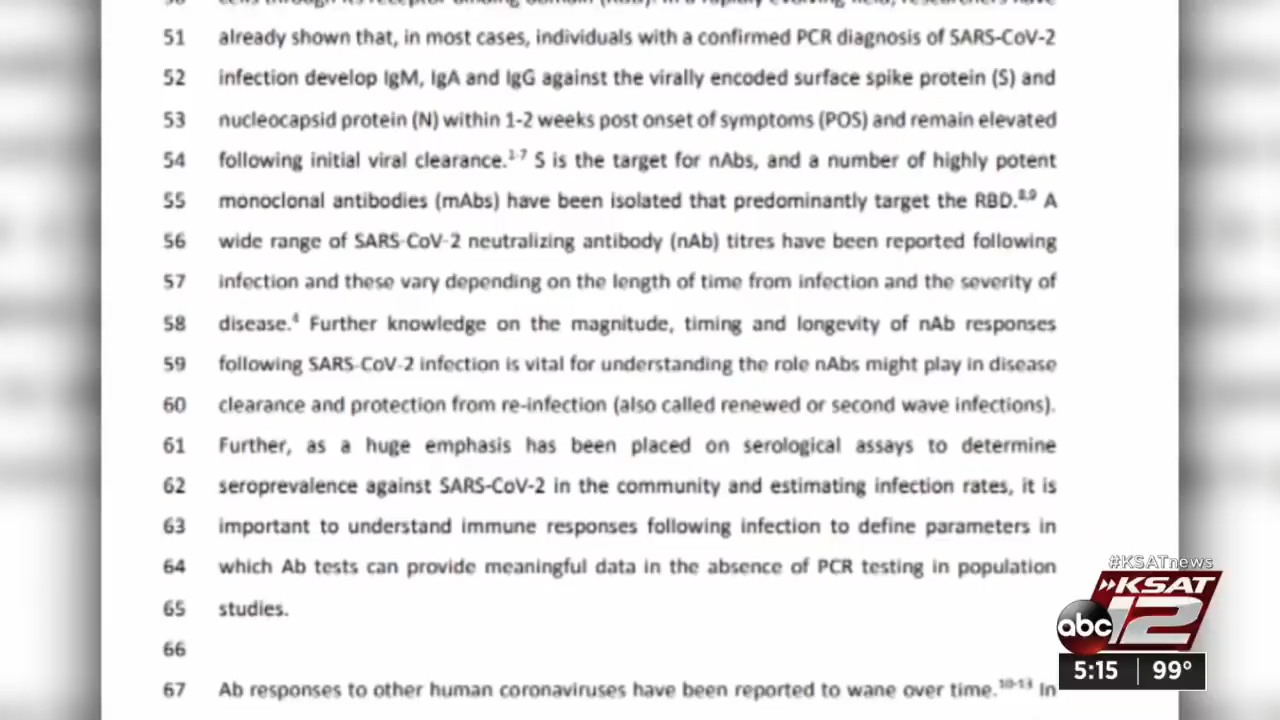 51 already shown that, in most cases, individuals with a confirmed PCR diagnosis of SARS-CoV-2
52 infection develop IgM, IgA and IgG against the virally encoded surface spike protein (S) and
53 nucleocapsid protein (N) within 1-2 weeks post onset of symptoms (POS) and remain elevated
54 following initial viral clearance.¹⁻⁷ S is the target for nAbs, and a number of highly potent
55 monoclonal antibodies (mAbs) have been isolated that predominantly target the RBD.⁸,⁹ A
56 wide range of SARS-CoV-2 neutralizing antibody (nAb) titres have been reported following
57 infection and these vary depending on the length of time from infection and the severity of
58 disease.⁴ Further knowledge on the magnitude, timing and longevity of nAb responses
59 following SARS-CoV-2 infection is vital for understanding the role nAbs might play in disease
60 clearance and protection from re-infection (also called renewed or second wave infections).
61 Further, as a huge emphasis has been placed on serological assays to determine
62 seroprevalence against SARS-CoV-2 in the community and estimating infection rates, it is
63 important to understand immune responses following infection to define parameters in
64 which Ab tests can provide meaningful data in the absence of PCR testing in population
65 studies.
66
67 Ab responses to other human coronaviruses have been reported to wane over time.¹⁰⁻¹³ In
#KSATnews
KSAT
abc 12
5:15 99°